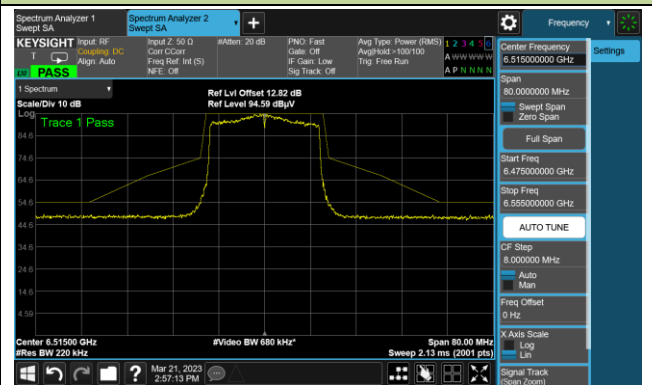 Spectrum Analyzer 1
Swept SA
Spectrum Analyzer 2
Swept SA
Frequency
KEYSIGHT
Input: RF
Coupling: DC
Align: Auto
Input Z: 50 Ω
Corr CCorr
Freq Ref: Int (S)
NFE: Off
#Atten: 20 dB
PNO: Fast
Gate: Off
IF Gain: Low
Sig Track: Off
Avg Type: Power (RMS)
Avg|Hold:>100/100
Trig: Free Run
1 2 3 4 5 6
A W W W W W
A P N N N N
PASS
1 Spectrum
Scale/Div 10 dB
Ref Lvl Offset 12.82 dB
Ref Level 94.59 dBµV
Log
Trace 1 Pass
84.6
74.6
64.6
54.6
44.6
34.6
24.6
14.6
4.59
Center 6.51500 GHz
#Res BW 220 kHz
#Video BW 680 kHz*
Span 80.00 MHz
Sweep 2.13 ms (2001 pts)
Mar 21, 2023
2:57:13 PM
Center Frequency
6.515000000 GHz
Settings
Span
80.0000000 MHz
Swept Span
Zero Span
Full Span
Start Freq
6.475000000 GHz
Stop Freq
6.555000000 GHz
AUTO TUNE
CF Step
8.000000 MHz
Auto
Man
Freq Offset
0 Hz
X Axis Scale
Log
Lin
Signal Track
(Span Zoom)